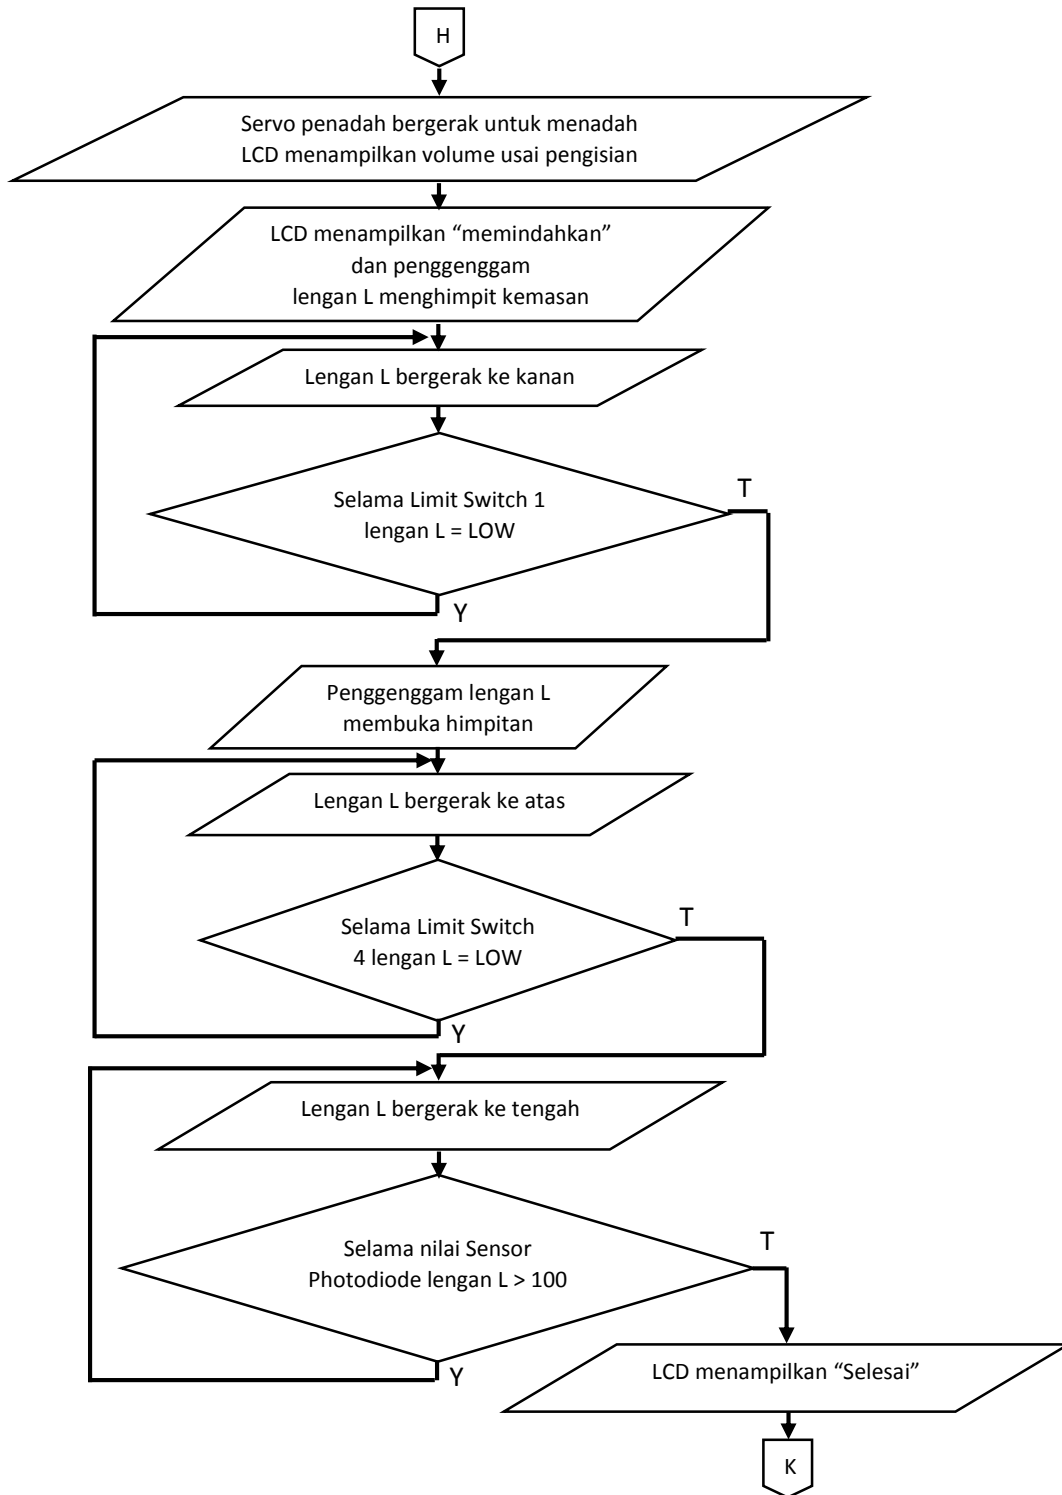 H
Servo penadah bergerak untuk menadah
LCD menampilkan volume usai pengisian
LCD menampilkan “memindahkan”
dan penggenggam
lengan L menghimpit kemasan
Lengan L bergerak ke kanan
Selama Limit Switch 1
lengan L = LOW
T
Y
Penggenggam lengan L
membuka himpitan
Lengan L bergerak ke atas
Selama Limit Switch
4 lengan L = LOW
T
Y
Lengan L bergerak ke tengah
Selama nilai Sensor
Photodiode lengan L > 100
T
Y
LCD menampilkan “Selesai”
K